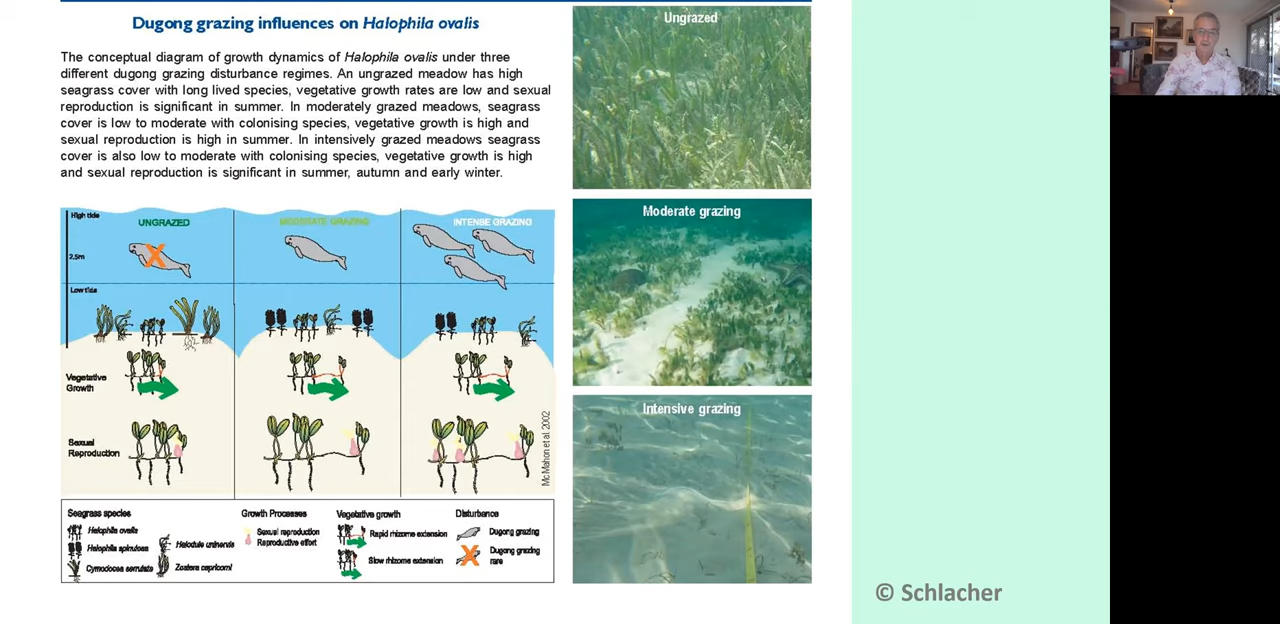 Dugong grazing influences on Halophila ovalis
The conceptual diagram of growth dynamics of Halophila ovalis under three
different dugong grazing disturbance regimes. An ungrazed meadow has high
seagrass cover with long lived species, vegetative growth rates are low and sexual
reproduction is significant in summer. In moderately grazed meadows, seagrass
cover is low to moderate with colonising species, vegetative growth is high and
sexual reproduction is high in summer. In intensively grazed meadows seagrass
cover is also low to moderate with colonising species, vegetative growth is high
and sexual reproduction is significant in summer, autumn and early winter.
High tide
UNGRAZED
MODERATE GRAZING
INTENSE GRAZING
2.5m
Low tide
Vegetative
Growth
Sexual
Reproduction
McMahon et al. 2002
Seagrass species
Halophila ovalis
Halophila spinulosa
Cymodocea serrulata
Halodule uninervis
Zostera capricorni
Growth Processes
Sexual reproduction
Reproductive effort
Vegetative growth
Rapid rhizome extension
Slow rhizome extension
Disturbance
Dugong grazing
Dugong grazing
rare
Ungrazed
Moderate grazing
Intensive grazing
© Schlacher